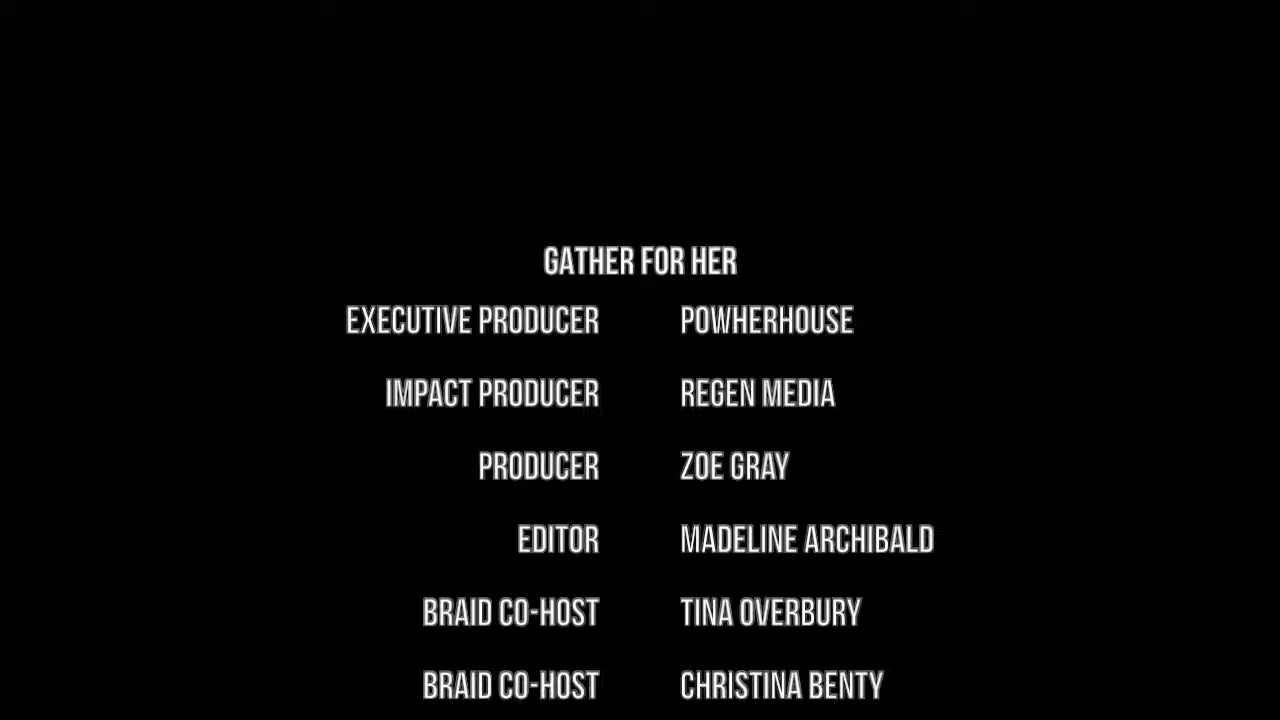 GATHER FOR HER
EXECUTIVE PRODUCER POWHERHOUSE
IMPACT PRODUCER REGEN MEDIA
PRODUCER ZOE GRAY
EDITOR MADELINE ARCHIBALD
BRAID CO-HOST TINA OVERBURY
BRAID CO-HOST CHRISTINA BENTY